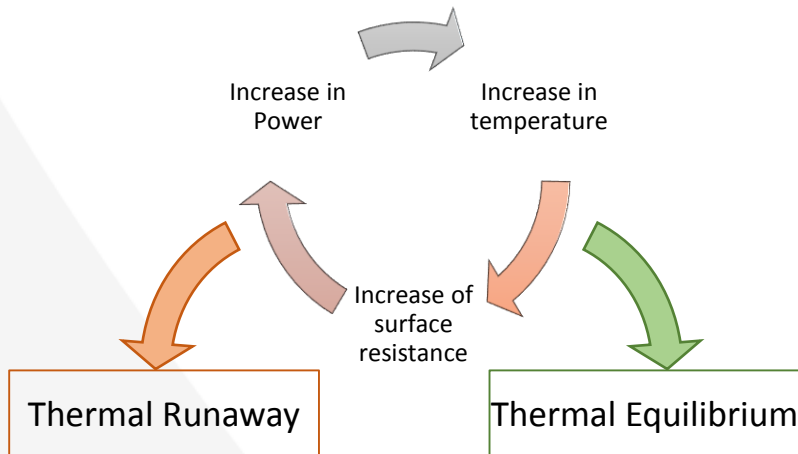 Increase in
Power
Increase in
temperature
Increase of
surface
resistance
Thermal Runaway
Thermal Equilibrium